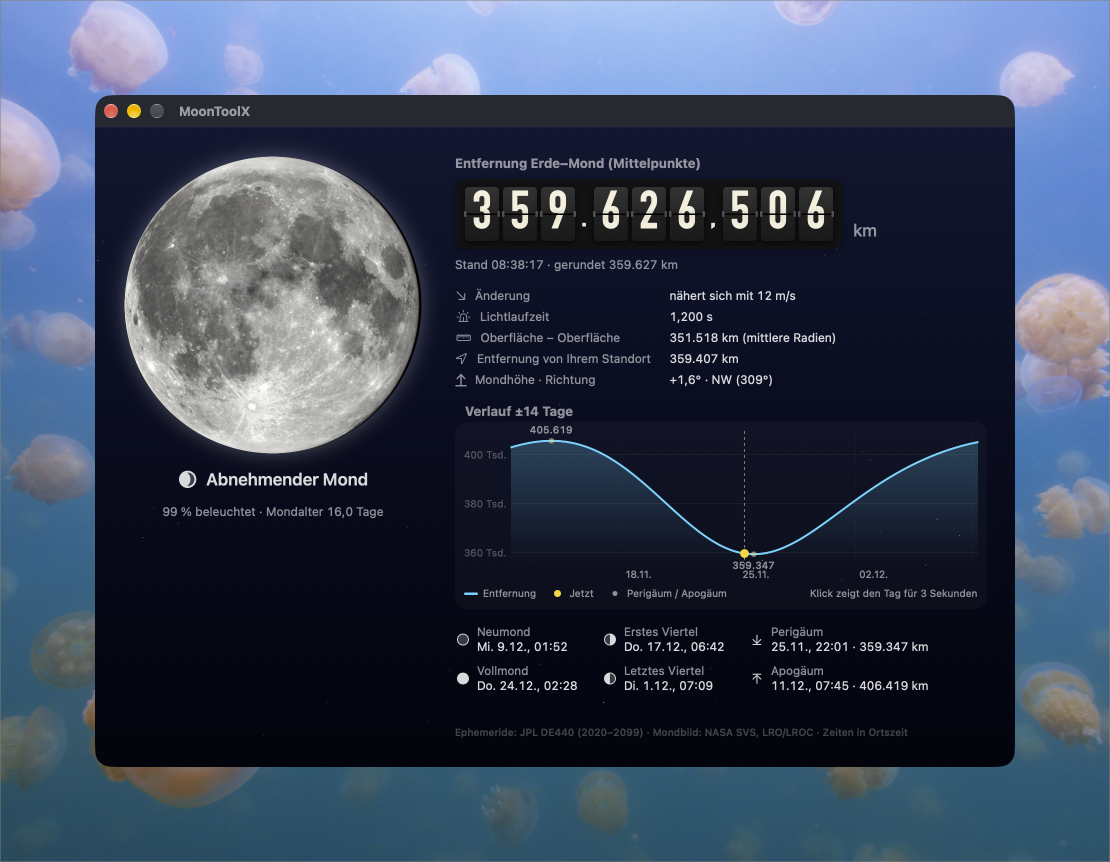 MoonToolX
Entfernung Erde–Mond (Mittelpunkte)
359.626,506 km
Stand 08:38:17 · gerundet 359.627 km
Änderung nähert sich mit 12 m/s
Lichtlaufzeit 1,200 s
Oberfläche – Oberfläche 351.518 km (mittlere Radien)
Entfernung von Ihrem Standort 359.407 km
Mondhöhe · Richtung +1,6° · NW (309°)
Abnehmender Mond
99 % beleuchtet · Mondalter 16,0 Tage
Verlauf ±14 Tage
405.619
400 Tsd.
380 Tsd.
360 Tsd.
359.347
18.11. 25.11. 02.12.
Entfernung Jetzt Perigäum / Apogäum Klick zeigt den Tag für 3 Sekunden
Neumond Erstes Viertel Perigäum
Mi. 9.12., 01:52 Do. 17.12., 06:42 25.11., 22:01 · 359.347 km
Vollmond Letztes Viertel Apogäum
Do. 24.12., 02:28 Di. 1.12., 07:09 11.12., 07:45 · 406.419 km
Ephemeride: JPL DE440 (2020–2099) · Mondbild: NASA SVS, LRO/LROC · Zeiten in Ortszeit